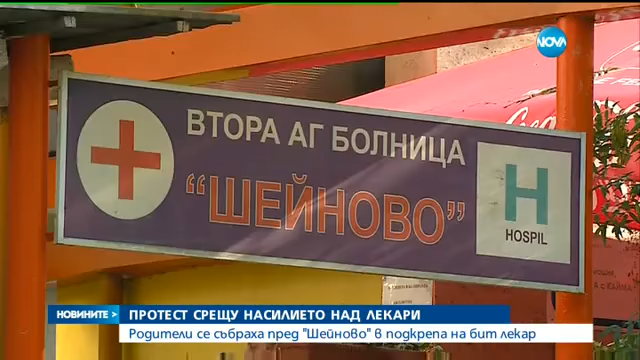 NOVA
ВТОРА АГ БОЛНИЦА
"ШЕЙНОВО"
H
HOSPIL
НОВИНИТЕ
ПРОТЕСТ СРЕЩУ НАСИЛИЕТО НАД ЛЕКАРИ
Родители се събраха пред "Шейново" в подкрепа на бит лекар